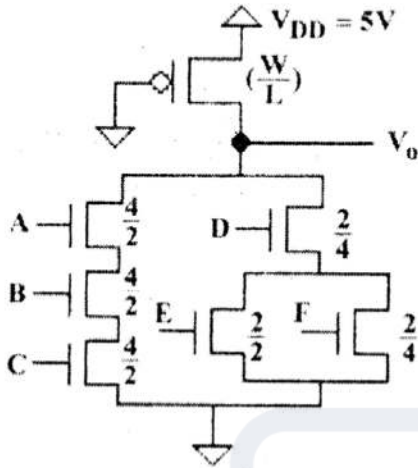 V_DD = 5V
(W/L)
V_o
A 4/2
D 2/4
B 4/2
E 2/2
F 2/4
C 4/2